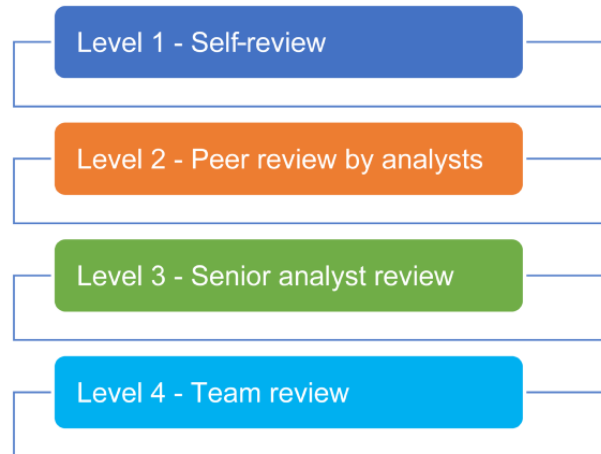 Level 1 - Self-review
Level 2 - Peer review by analysts
Level 3 - Senior analyst review
Level 4 - Team review